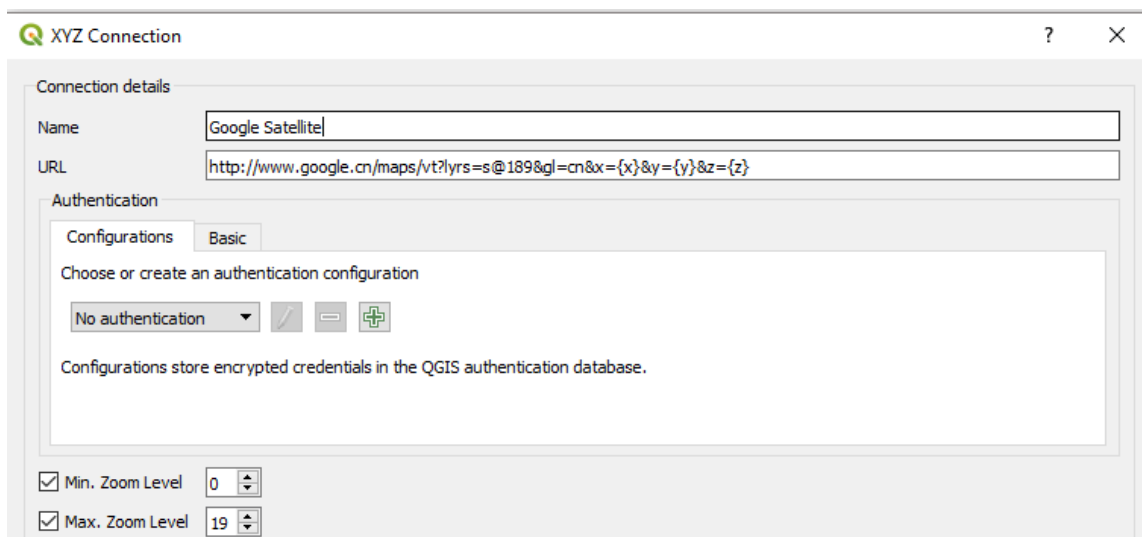 XYZ Connection ?
Connection details
Name Google Satellite
URL http://www.google.cn/maps/vt?lyrs=s@189&gl=cn&x={x}&y={y}&z={z}
Authentication
Configurations Basic
Choose or create an authentication configuration
No authentication
Configurations store encrypted credentials in the QGIS authentication database.
Min. Zoom Level 0
Max. Zoom Level 19